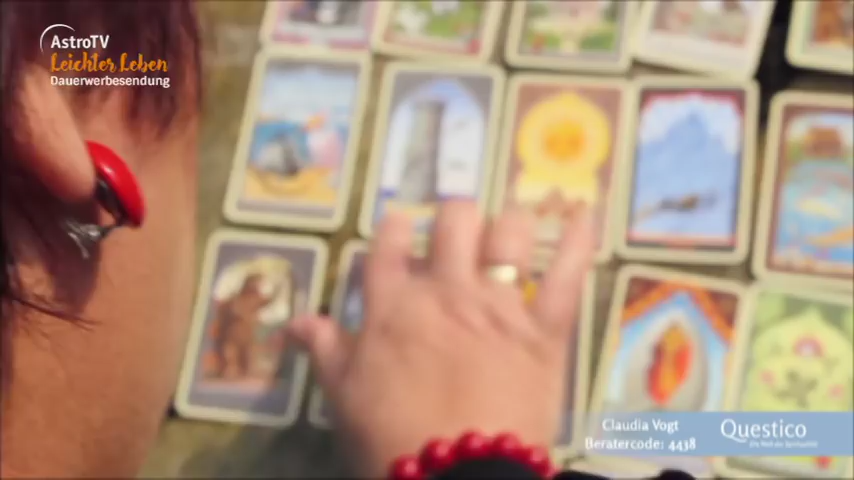 AstroTV
Leichter Leben
Dauerwerbesendung
Claudia Vogt
Beratercode: 4438
Questico